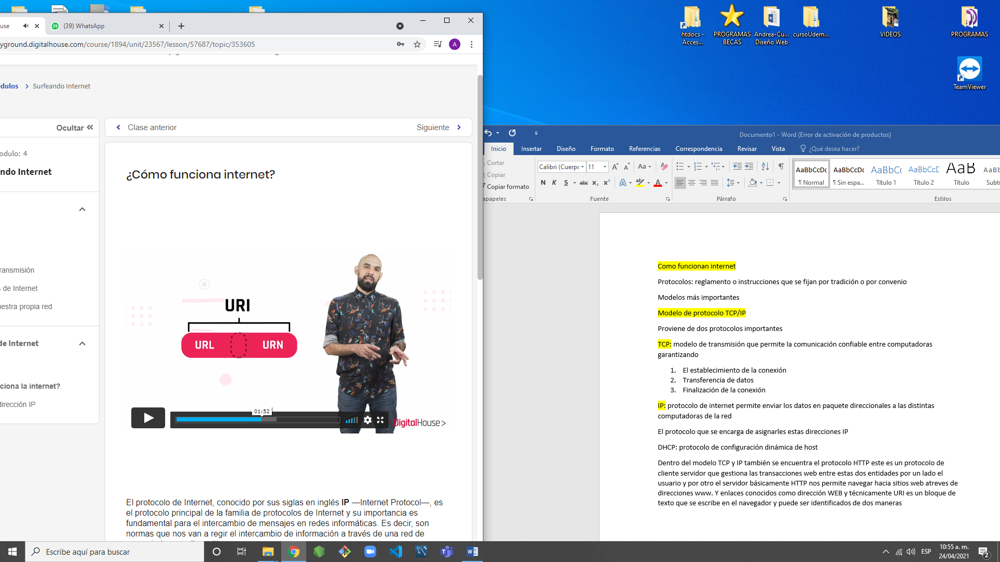 htdocs -
Acces...
PROGRAMAS
BECAS
Andrea-Cu...
Diseño Web
cursoUdem...
VIDEOS
PROGRAMAS
TeamViewer
use
39
(39) WhatsApp
yground.digitalhouse.com/course/1894/unit/23567/lesson/57687/topic/353605
A
odulos
Surfeando Internet
Ocultar
Clase anterior
Siguiente
odulo: 4
ndo Internet
ransmisión
s de Internet
uestra propia red
de Internet
ciona la internet?
dirección IP
¿Cómo funciona internet?
URI
URL
URN
01:52
DigitalHouse>
El protocolo de Internet, conocido por sus siglas en inglés IP —Internet Protocol—, es
el protocolo principal de la familia de protocolos de Internet y su importancia es
fundamental para el intercambio de mensajes en redes informáticas. Es decir, son
normas que nos van a regir el intercambio de información a través de una red de
Documento1 - Word (Error de activación de productos)
Inicio
Insertar
Diseño
Formato
Referencias
Correspondencia
Revisar
Vista
¿Qué desea hacer?
Cortar
Copiar
Copiar formato
apapeles
Calibri (Cuerpo
11
Aa
N K S abc x₂ x²
Fuente
Párrafo
AaBbCcDc
¶ Normal
AaBbCcDc
¶ Sin espa...
AaBbCc
Título 1
AaBbCcE
Título 2
AaB
Título
AaBb
Subtí
Estilos
Como funcionan internet
Protocolos: reglamento o instrucciones que se fijan por tradición o por convenio
Modelos más importantes
Modelo de protocolo TCP/IP
Proviene de dos protocolos importantes
TCP: modelo de transmisión que permite la comunicación confiable entre computadoras
garantizando
1. El establecimiento de la conexión
2. Transferencia de datos
3. Finalización de la conexión
IP: protocolo de internet permite enviar los datos en paquete direccionales a las distintas
computadoras de la red
El protocolo que se encarga de asignarles estas direcciones IP
DHCP: protocolo de configuración dinámica de host
Dentro del modelo TCP y IP también se encuentra el protocolo HTTP este es un protocolo de
cliente servidor que gestiona las transacciones web entre estas dos entidades por un lado el
usuario y por otro el servidor básicamente HTTP nos permite navegar hacia sitios web atreves de
direcciones www. Y enlaces conocidos como dirección WEB y técnicamente URI es un bloque de
texto que se escribe en el navegador y puede ser identificados de dos maneras
Escribe aquí para buscar
ESP
10:55 a. m.
24/04/2021
2